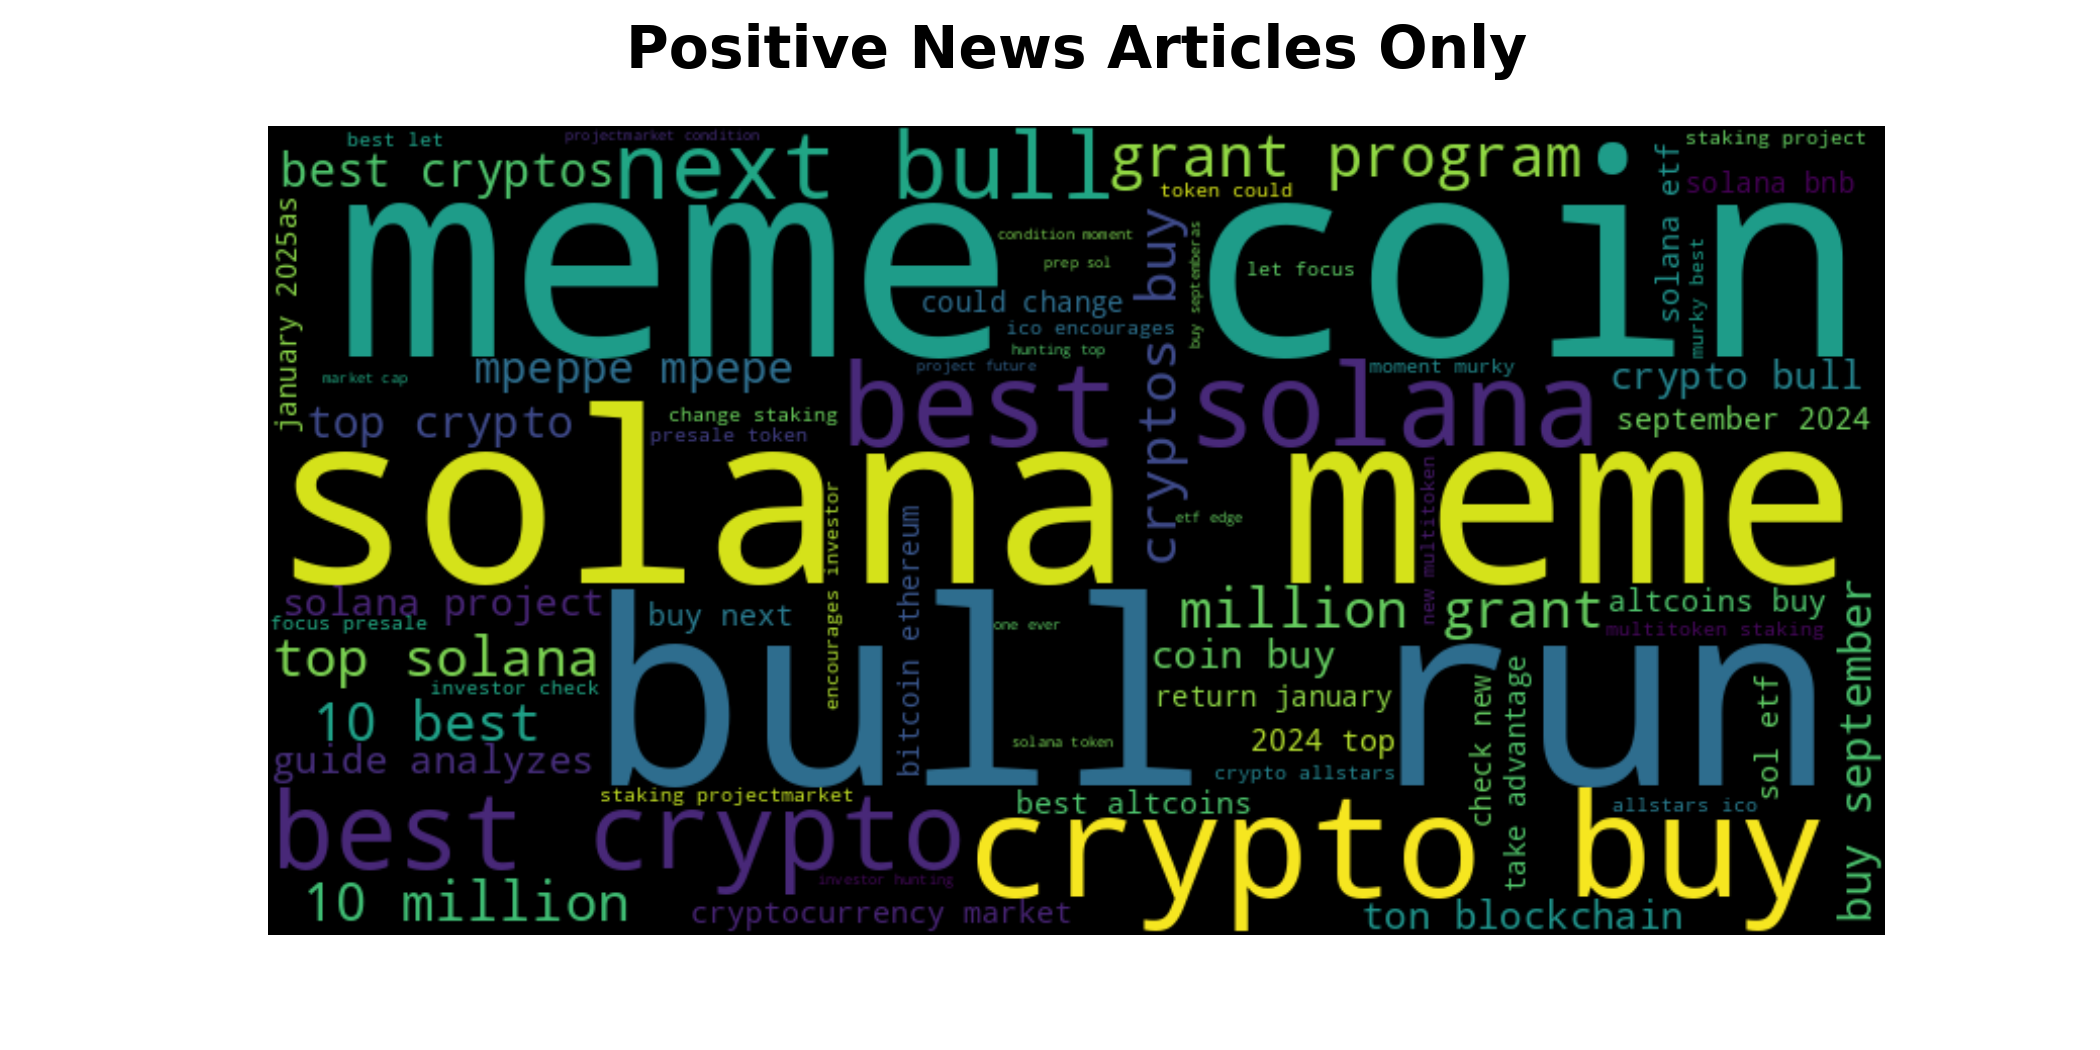 Positive News Articles Only
best let
projectmarket condition
best cryptos
next bull
grant program
token could
staking project
solana bnb
solana etf
january 2025as
meme coin
condition moment
prep sol
could change
ico encourages
hunting top
cryptos buy
buy septemberas
let focus
murky best
market cap
mpeppe mpepe
project future
moment murky
crypto bull
top crypto
change staking
presale token
best solana
september 2024
solana meme
encourages investor
bitcoin ethereum
etf edge
new multitoken
solana project
focus presale
buy next
one ever
million grant
altcoins buy
multitoken staking
top solana
investor check
bull run
coin buy
return january
10 best
guide analyzes
solana token
2024 top
crypto allstars
check new
take advantage
sol etf
buy september
staking projectmarket
best altcoins
allstars ico
best crypto
crypto buy
investor hunting
10 million
cryptocurrency market
ton blockchain